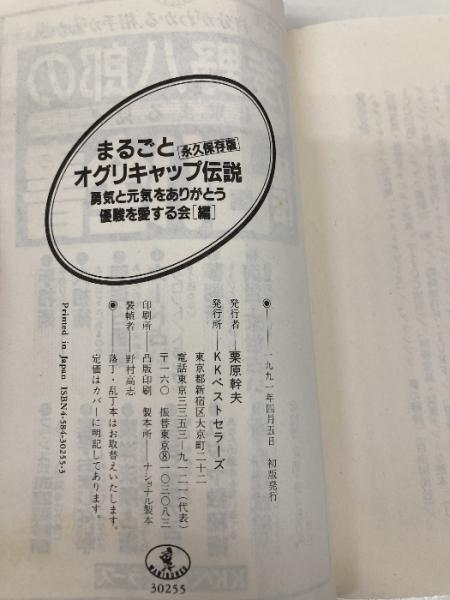 まるごと[永久保存版]
オグリキャップ伝説
勇気と元気をありがとう
優駿を愛する会[編]
一九九一年四月五日 初版発行
発行者 栗原幹夫
発行所 KKベストセラーズ
東京都新宿区大京町二十二
電話東京三三五三―九一二一(代表)
〒一六〇 振替東京⑧一〇三〇八三
印刷所 凸版印刷 製本所 ナショナル製本
装幀者 野村高志
落丁・乱丁本はお取替えいたします。
定価はカバーに明記してあります。
Printed in Japan ISBN4-584-30255-3
WANIBUNKO
30255